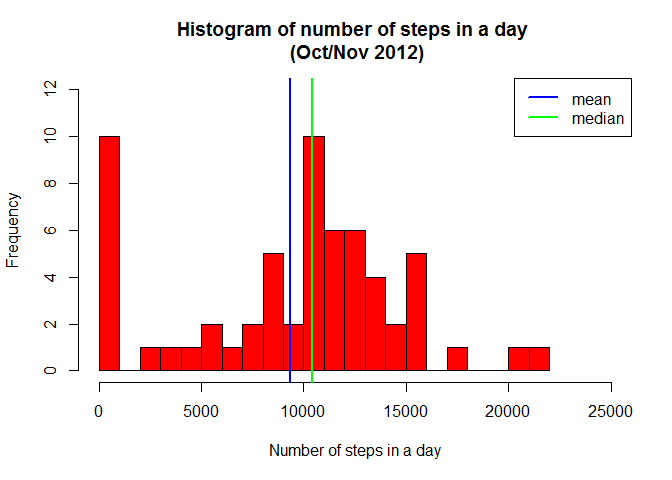 Histogram of number of steps in a day
(Oct/Nov 2012)
mean
median
Frequency
12
10
8
6
4
2
0
0 5000 10000 15000 20000 25000
Number of steps in a day